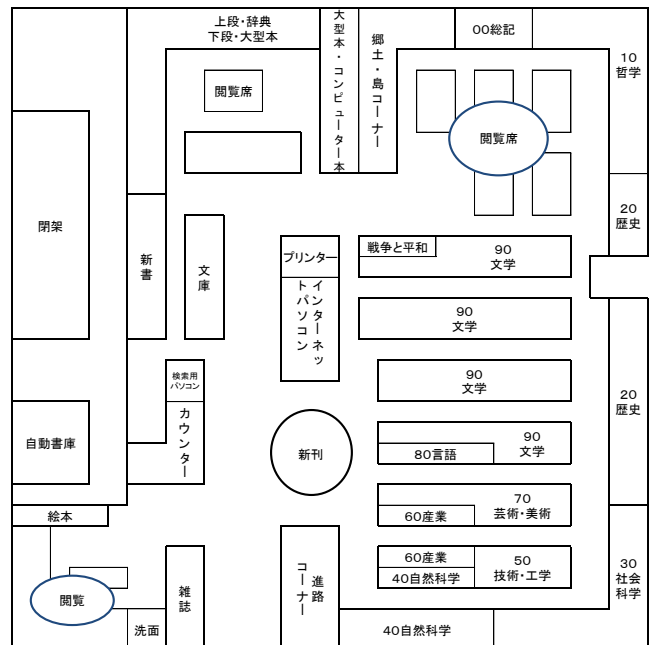 上段・辞典
下段・大型本
大型本・コンピューター本
郷土・島コーナー
00総記
10
哲学
閲覧席
閲覧席
20
歴史
閉架
新書
文庫
プリンター
インターネッ
トパソコン
戦争と平和
90
文学
90
文学
検索用
パソコン
カウンター
90
文学
20
歴史
自動書庫
新刊
90
文学
80言語
絵本
70
芸術・美術
60産業
閲覧
雑誌
進路
コーナー
60産業
40自然科学
50
技術・工学
30
社会
科学
洗面
40自然科学